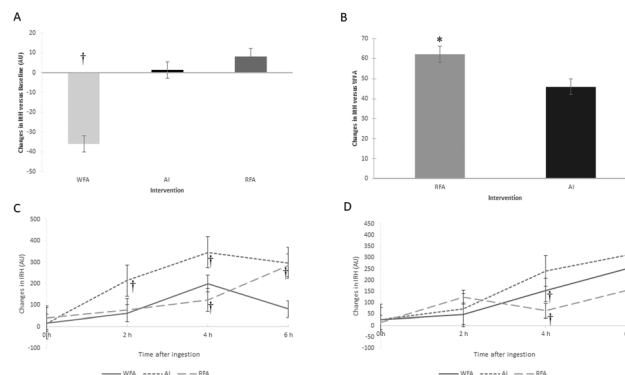 A
B
20
10
0
-10
-20
-30
-40
-50
Changes in IRH versus Baseline (AU)
†
WFA AI RFA
Intervention
70
60
50
40
30
20
10
0
Changes in IRH versus WFA
*
RFA AI
Intervention
C
D
500
400
300
200
100
0
-100
Changes in IRH (AU)
† † † †
0 h 2 h 4 h 6 h
Time after ingestion
WFA AI RFA
450
400
350
300
250
200
150
100
50
0
-50
-100
Changes in IRH (AU)
† †
0 h 2 h 4 h
Time after ingestion
WFA AI RFA